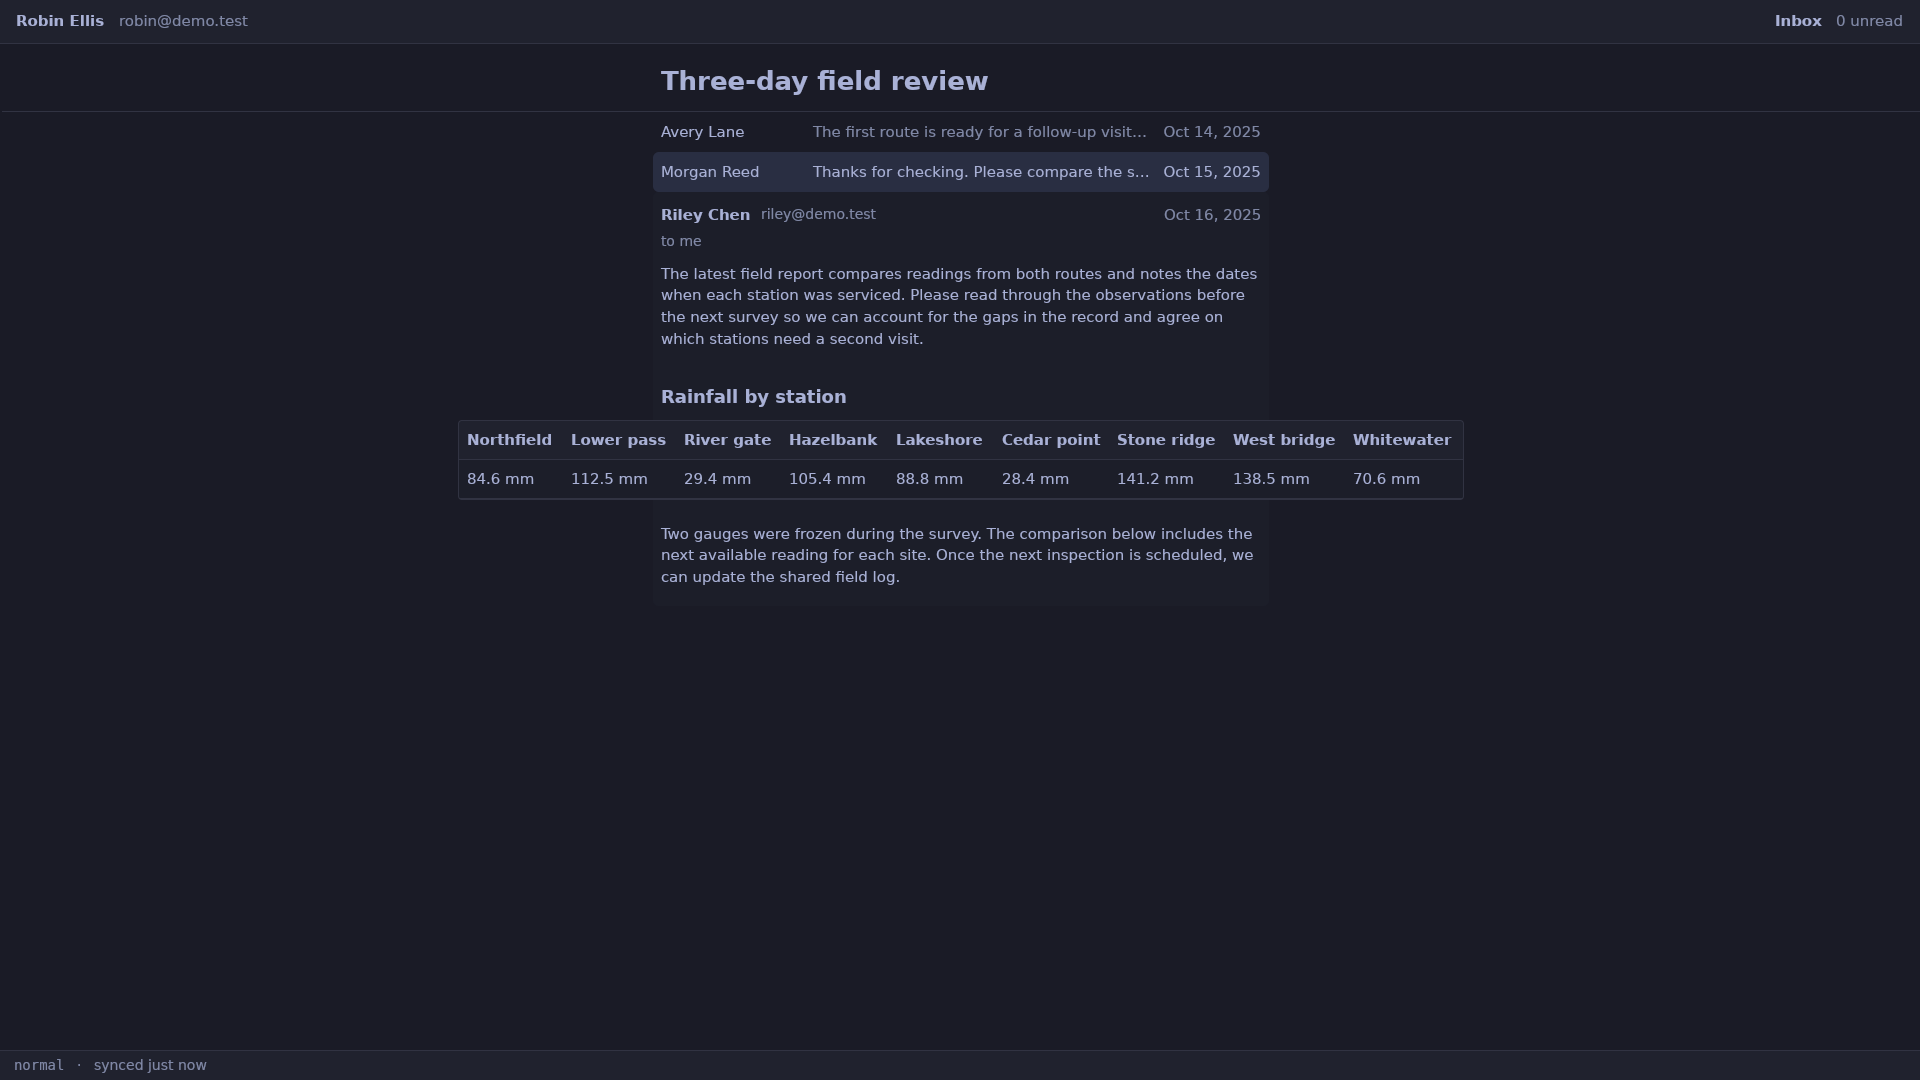 Robin Ellis robin@demo.test Inbox 0 unread
Three-day field review
Avery Lane The first route is ready for a follow-up visit… Oct 14, 2025
Morgan Reed Thanks for checking. Please compare the s… Oct 15, 2025
Riley Chen riley@demo.test Oct 16, 2025
to me
The latest field report compares readings from both routes and notes the dates
when each station was serviced. Please read through the observations before
the next survey so we can account for the gaps in the record and agree on
which stations need a second visit.
Rainfall by station
Northfield Lower pass River gate Hazelbank Lakeshore Cedar point Stone ridge West bridge Whitewater
84.6 mm 112.5 mm 29.4 mm 105.4 mm 88.8 mm 28.4 mm 141.2 mm 138.5 mm 70.6 mm
Two gauges were frozen during the survey. The comparison below includes the
next available reading for each site. Once the next inspection is scheduled, we
can update the shared field log.
normal · synced just now